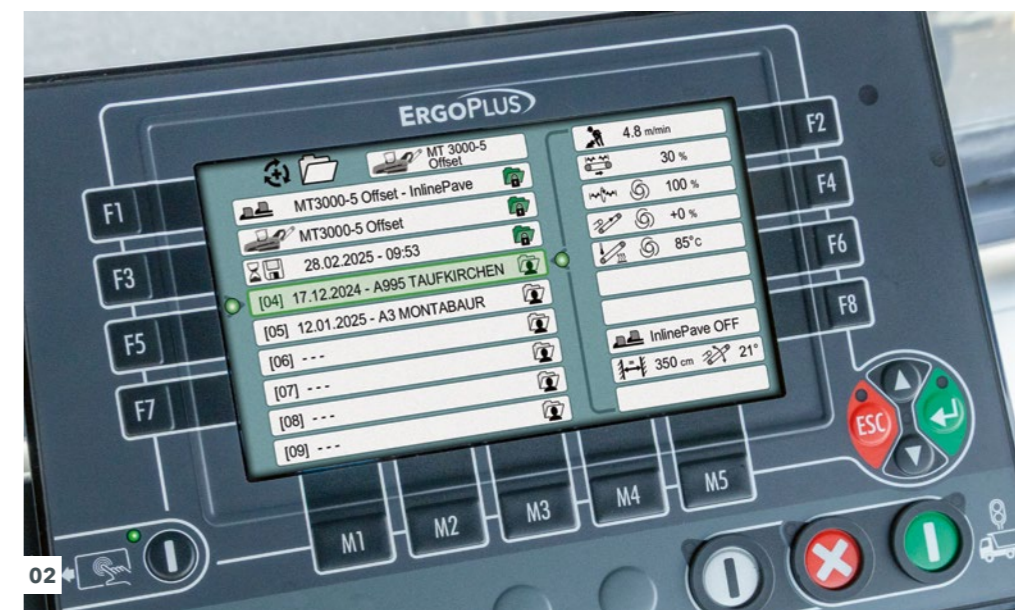 ERGOPLUS
MT 3000-5
Offset
MT3000-5 Offset - InlinePave
MT3000-5 Offset
28.02.2025 - 09:53
[04] 17.12.2024 - A995 TAUFKIRCHEN
[05] 12.01.2025 - A3 MONTABAUR
[06] ---
[07] ---
[08] ---
[09] ---
4.8 m/min
30 %
100 %
+0 %
85°c
InlinePave OFF
350 cm 21°
F1
F3
F5
F7
F2
F4
F6
F8
ESC
M1
M2
M3
M4
M5
02